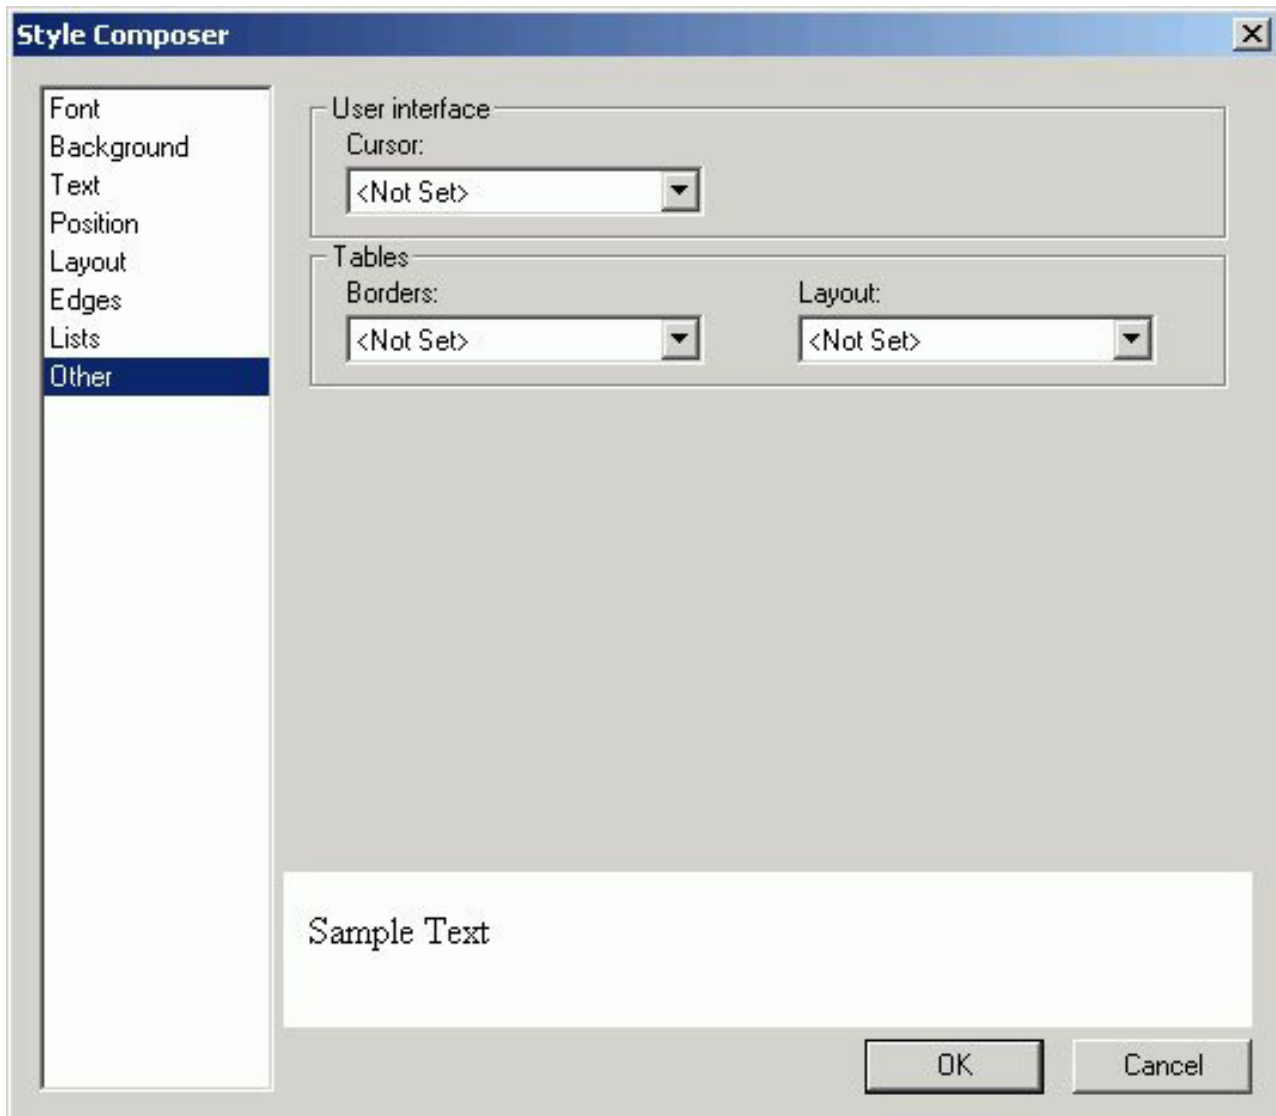 Style Composer
Font
Background
Text
Position
Layout
Edges
Lists
Other
User interface
Cursor:
<Not Set>
Tables
Borders: Layout:
<Not Set> <Not Set>
Sample Text
OK Cancel